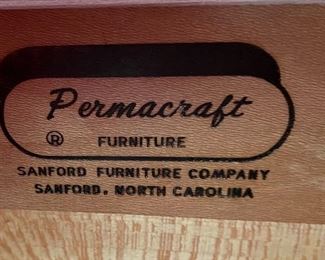 Permacraft
® FURNITURE
SANFORD FURNITURE COMPANY
SANFORD, NORTH CAROLINA